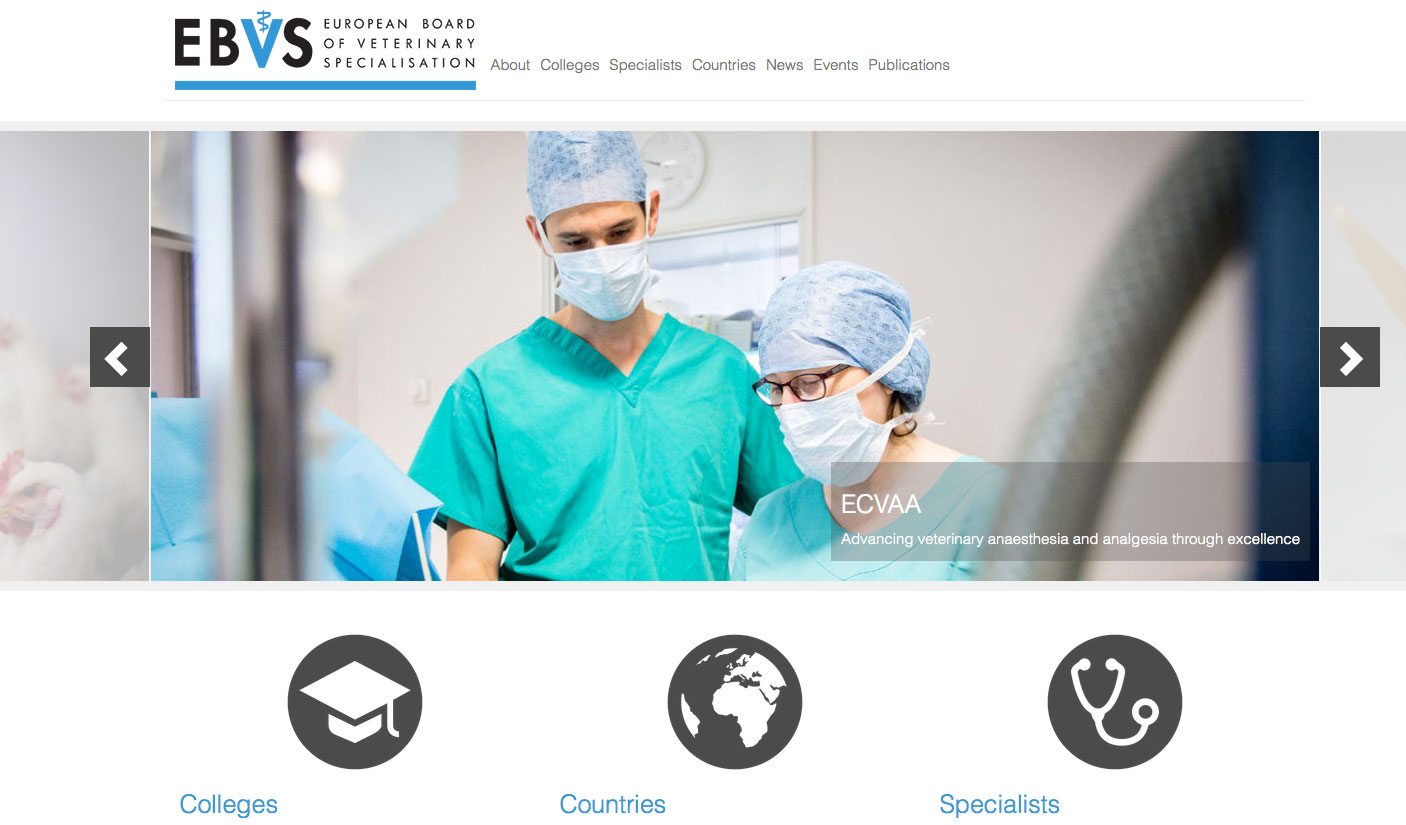 EBVS
EUROPEAN BOARD
OF VETERINARY
SPECIALISATION
About Colleges Specialists Countries News Events Publications
ECVAA
Advancing veterinary anaesthesia and analgesia through excellence
Colleges
Countries
Specialists